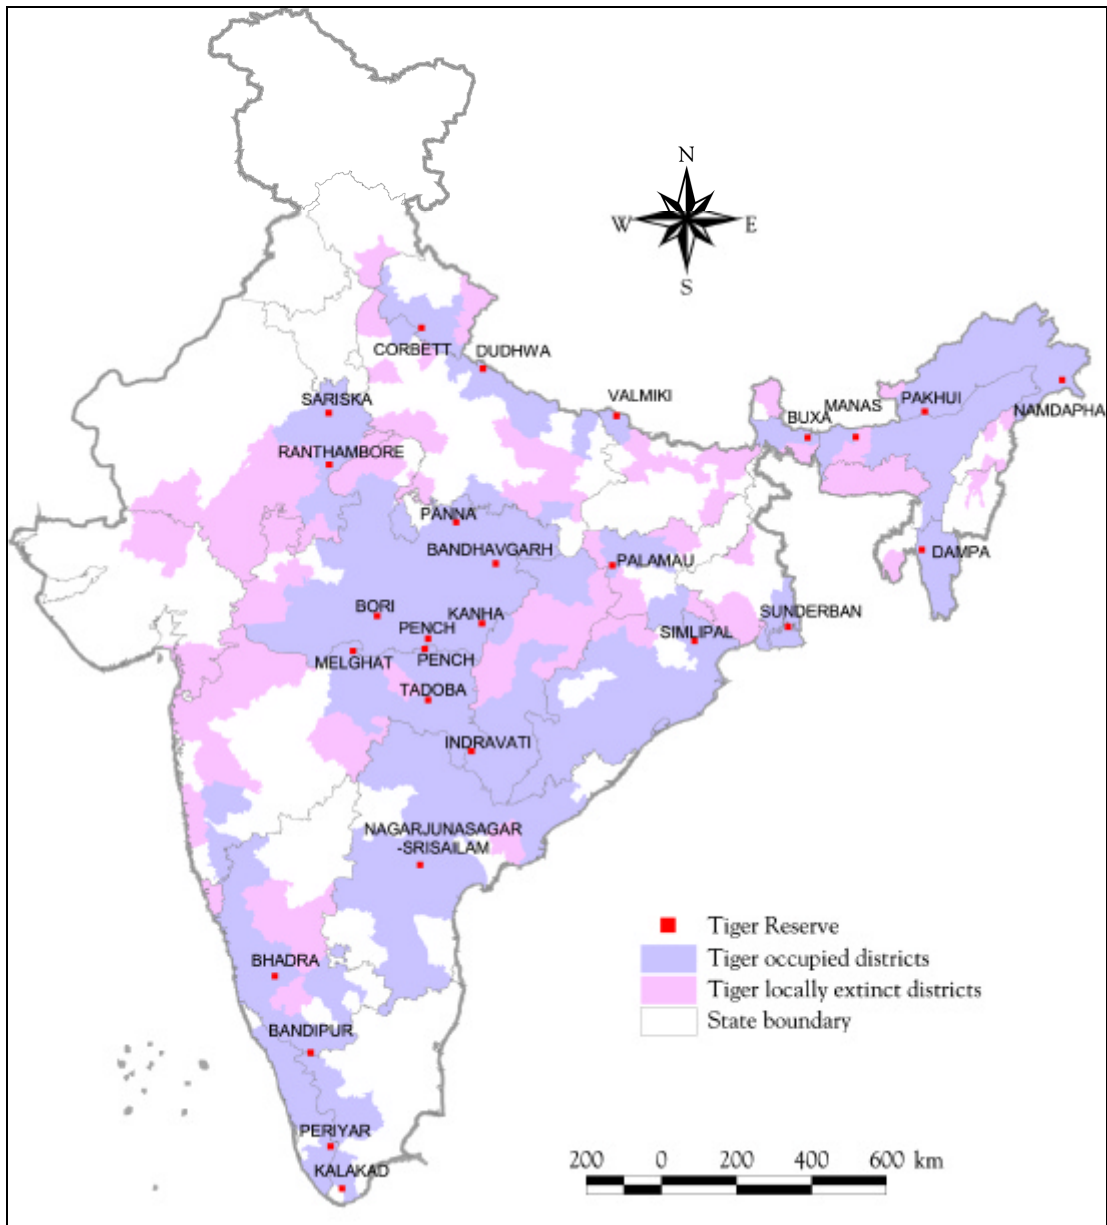 N
W E
S
CORBETT
DUDHWA
SARISKA
VALMIKI
BUXA
MANAS
PAKHUI
NAMDAPHA
RANTHAMBORE
PANNA
BANDHAVGARH
PALAMAU
DAMPA
BORI
KANHA
PENCH
SIMLIPAL
SUNDERBAN
MELGHAT
PENCH
TADOBA
INDRAVATI
NAGARJUNASAGAR
-SRISAILAM
Tiger Reserve
Tiger occupied districts
Tiger locally extinct districts
State boundary
BHADRA
BANDIPUR
PERIYAR
KALAKAD
200 0 200 400 600 km